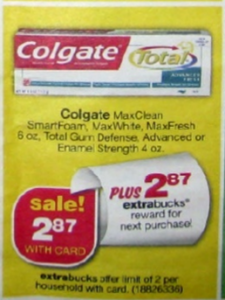 Colgate Total
Colgate MaxClean
SmartFoam, MaxWhite, MaxFresh
6 oz, Total Gum Defense, Advanced or
Enamel Strength 4 oz.
sale!
2 87
WITH CARD
PLUS 2 87
extrabucks®
reward for
next purchase!
extrabucks offer limit of 2 per
household with card. (18826336)